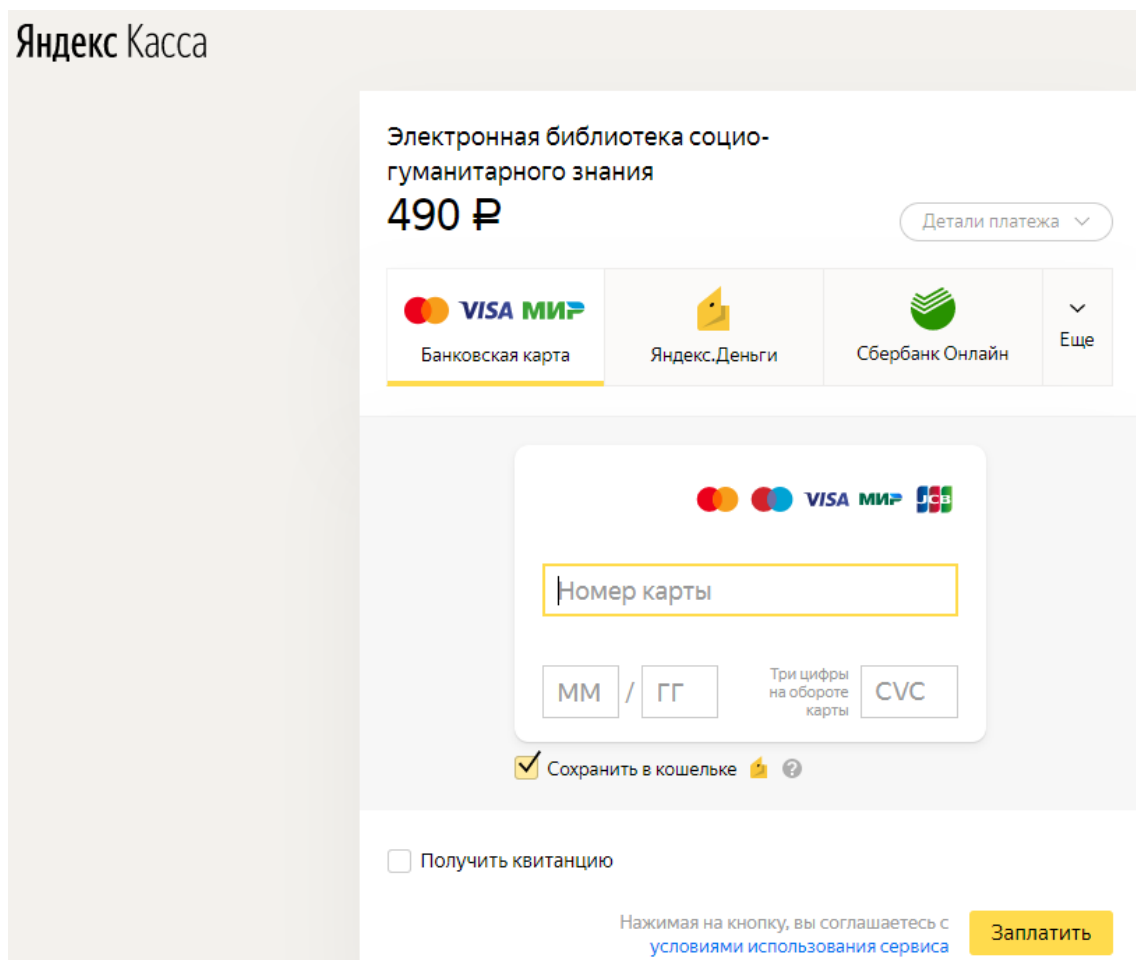 Яндекс Касса
Электронная библиотека социо-
гуманитарного знания
490 ₽
Детали платежа
VISA МИР
Банковская карта
Яндекс.Деньги
Сбербанк Онлайн
Еще
VISA МИР JCB
Номер карты
ММ / ГГ
Три цифры
на обороте
карты
CVC
Сохранить в кошельке ?
Получить квитанцию
Нажимая на кнопку, вы соглашаетесь с
условиями использования сервиса
Заплатить